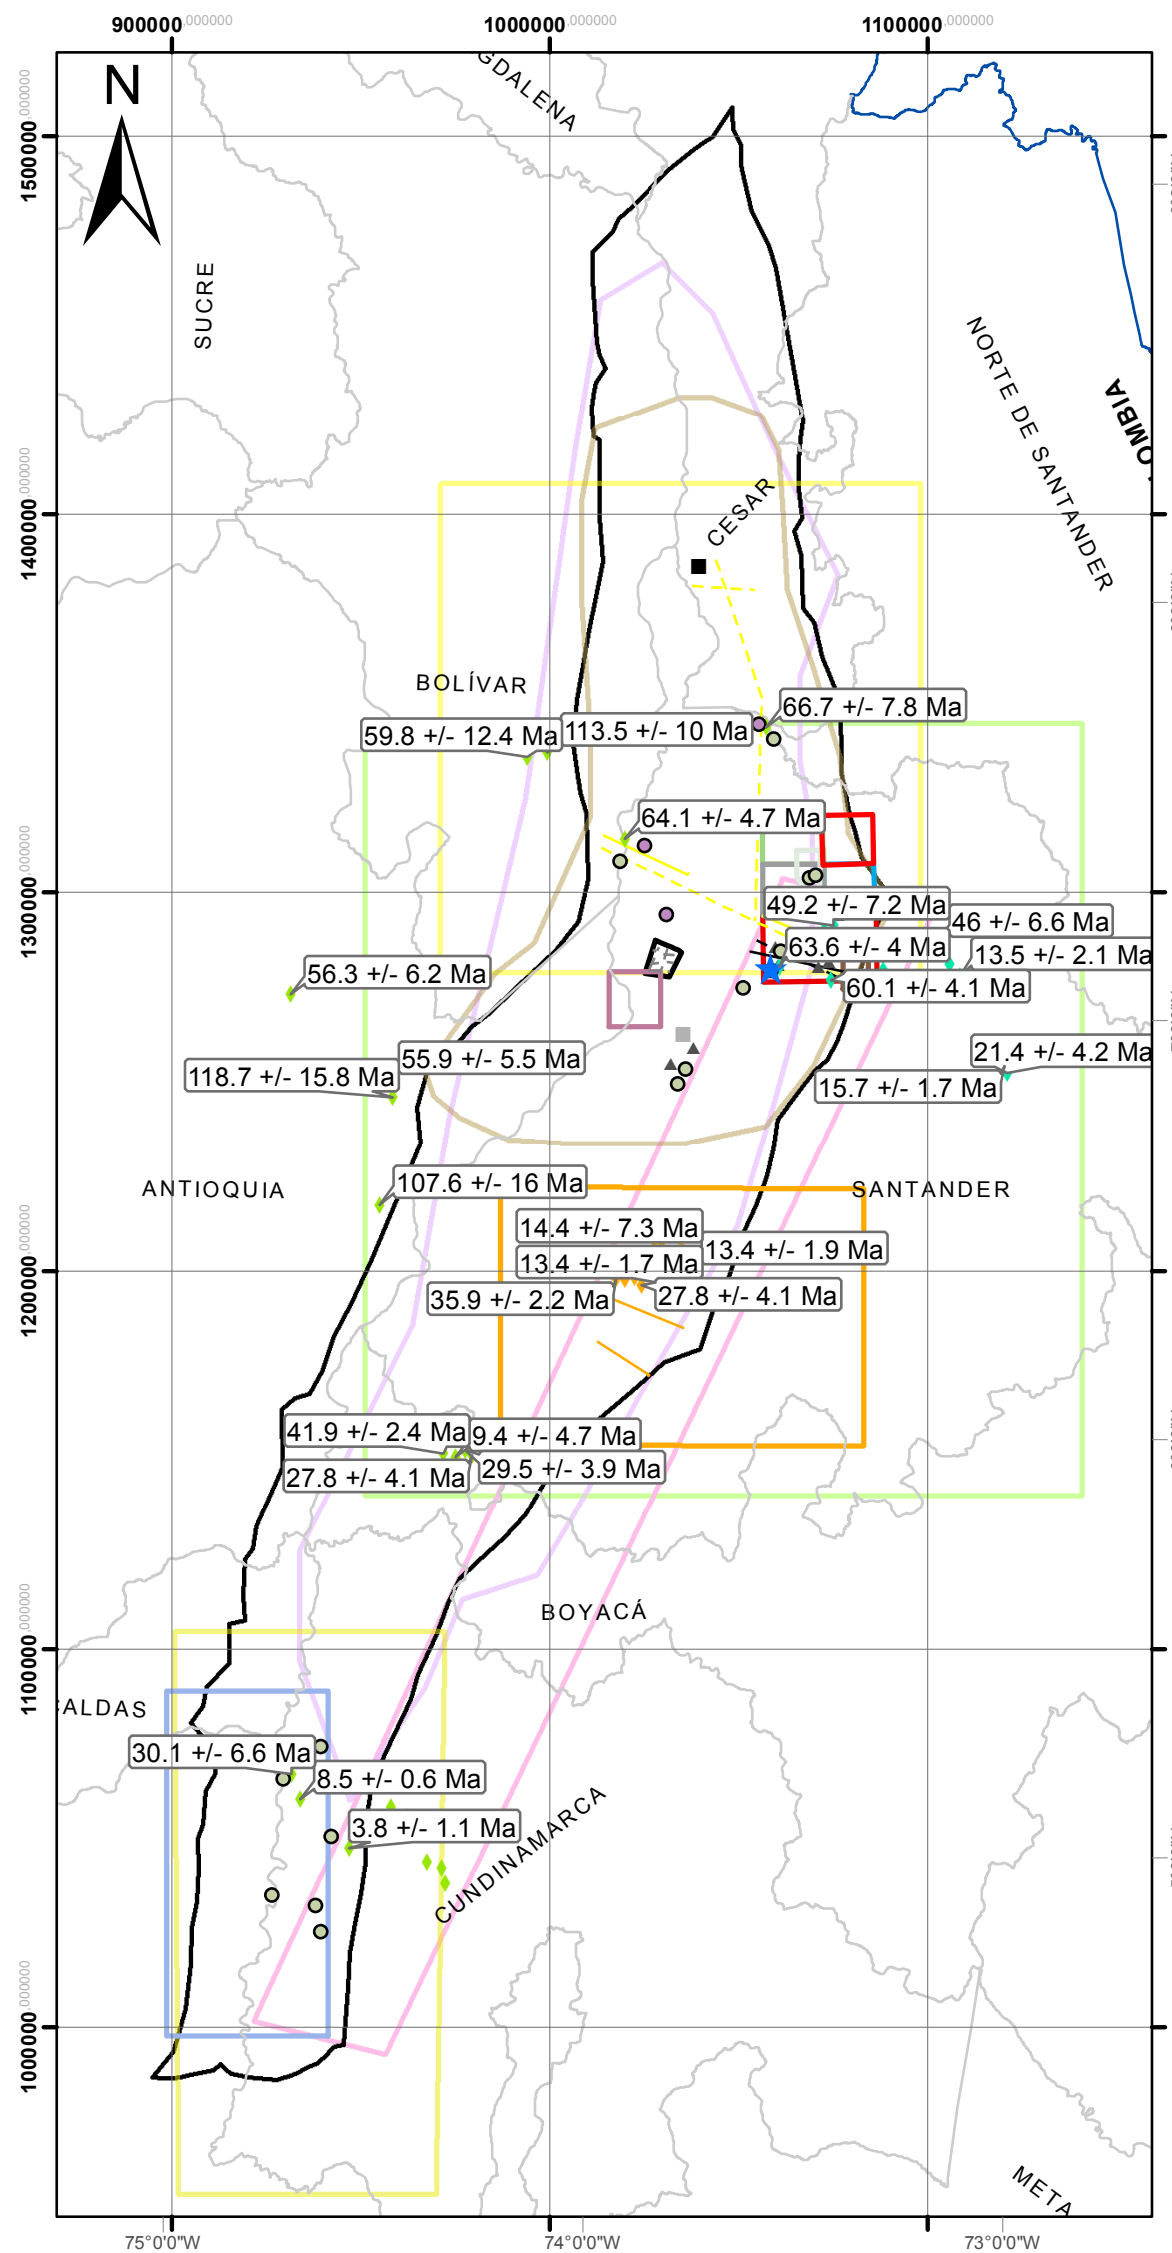 900000,000000
1000000,000000
1100000,000000
N
GDALENA
1500000,000000
SUCRE
NORTE DE SANTANDER
OMBIA
1400000,000000
CESAR
BOLÍVAR
66.7 +/- 7.8 Ma
59.8 +/- 12.4 Ma
113.5 +/- 10 Ma
64.1 +/- 4.7 Ma
1300000,000000
49.2 +/- 7.2 Ma
46 +/- 6.6 Ma
63.6 +/- 4 Ma
13.5 +/- 2.1 Ma
56.3 +/- 6.2 Ma
60.1 +/- 4.1 Ma
55.9 +/- 5.5 Ma
21.4 +/- 4.2 Ma
118.7 +/- 15.8 Ma
15.7 +/- 1.7 Ma
107.6 +/- 16 Ma
ANTIOQUIA
SANTANDER
14.4 +/- 7.3 Ma
13.4 +/- 1.9 Ma
1200000,000000
13.4 +/- 1.7 Ma
35.9 +/- 2.2 Ma
27.8 +/- 4.1 Ma
41.9 +/- 2.4 Ma
9.4 +/- 4.7 Ma
29.5 +/- 3.9 Ma
27.8 +/- 4.1 Ma
BOYACÁ
1100000,000000
ALDAS
30.1 +/- 6.6 Ma
8.5 +/- 0.6 Ma
3.8 +/- 1.1 Ma
CUNDINAMARCA
1000000,000000
META
75°0'0"W
74°0'0"W
73°0'0"W